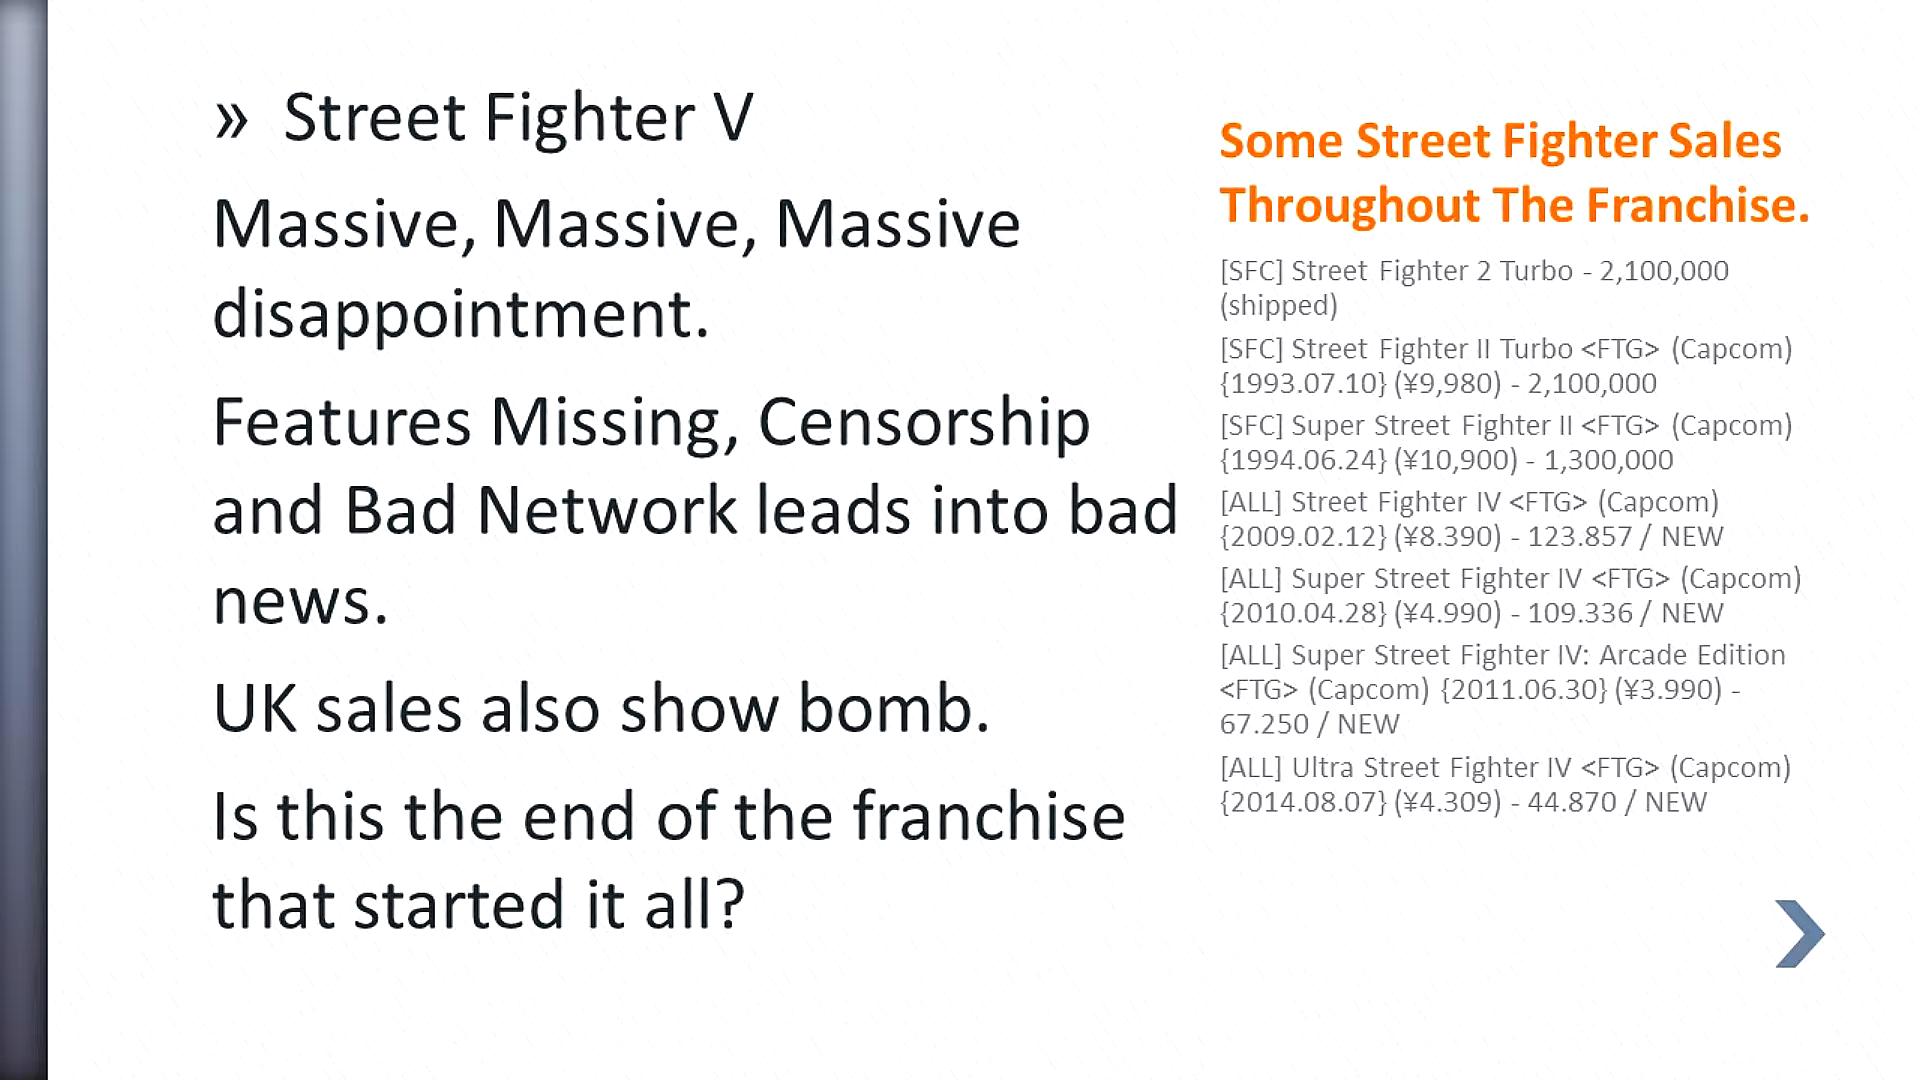 » Street Fighter V
Massive, Massive, Massive
disappointment.
Features Missing, Censorship
and Bad Network leads into bad
news.
UK sales also show bomb.
Is this the end of the franchise
that started it all?
Some Street Fighter Sales
Throughout The Franchise.
[SFC] Street Fighter 2 Turbo - 2,100,000
(shipped)
[SFC] Street Fighter II Turbo <FTG> (Capcom)
{1993.07.10} (¥9,980) - 2,100,000
[SFC] Super Street Fighter II <FTG> (Capcom)
{1994.06.24} (¥10,900) - 1,300,000
[ALL] Street Fighter IV <FTG> (Capcom)
{2009.02.12} (¥8.390) - 123.857 / NEW
[ALL] Super Street Fighter IV <FTG> (Capcom)
{2010.04.28} (¥4.990) - 109.336 / NEW
[ALL] Super Street Fighter IV: Arcade Edition
<FTG> (Capcom) {2011.06.30} (¥3.990) -
67.250 / NEW
[ALL] Ultra Street Fighter IV <FTG> (Capcom)
{2014.08.07} (¥4.309) - 44.870 / NEW